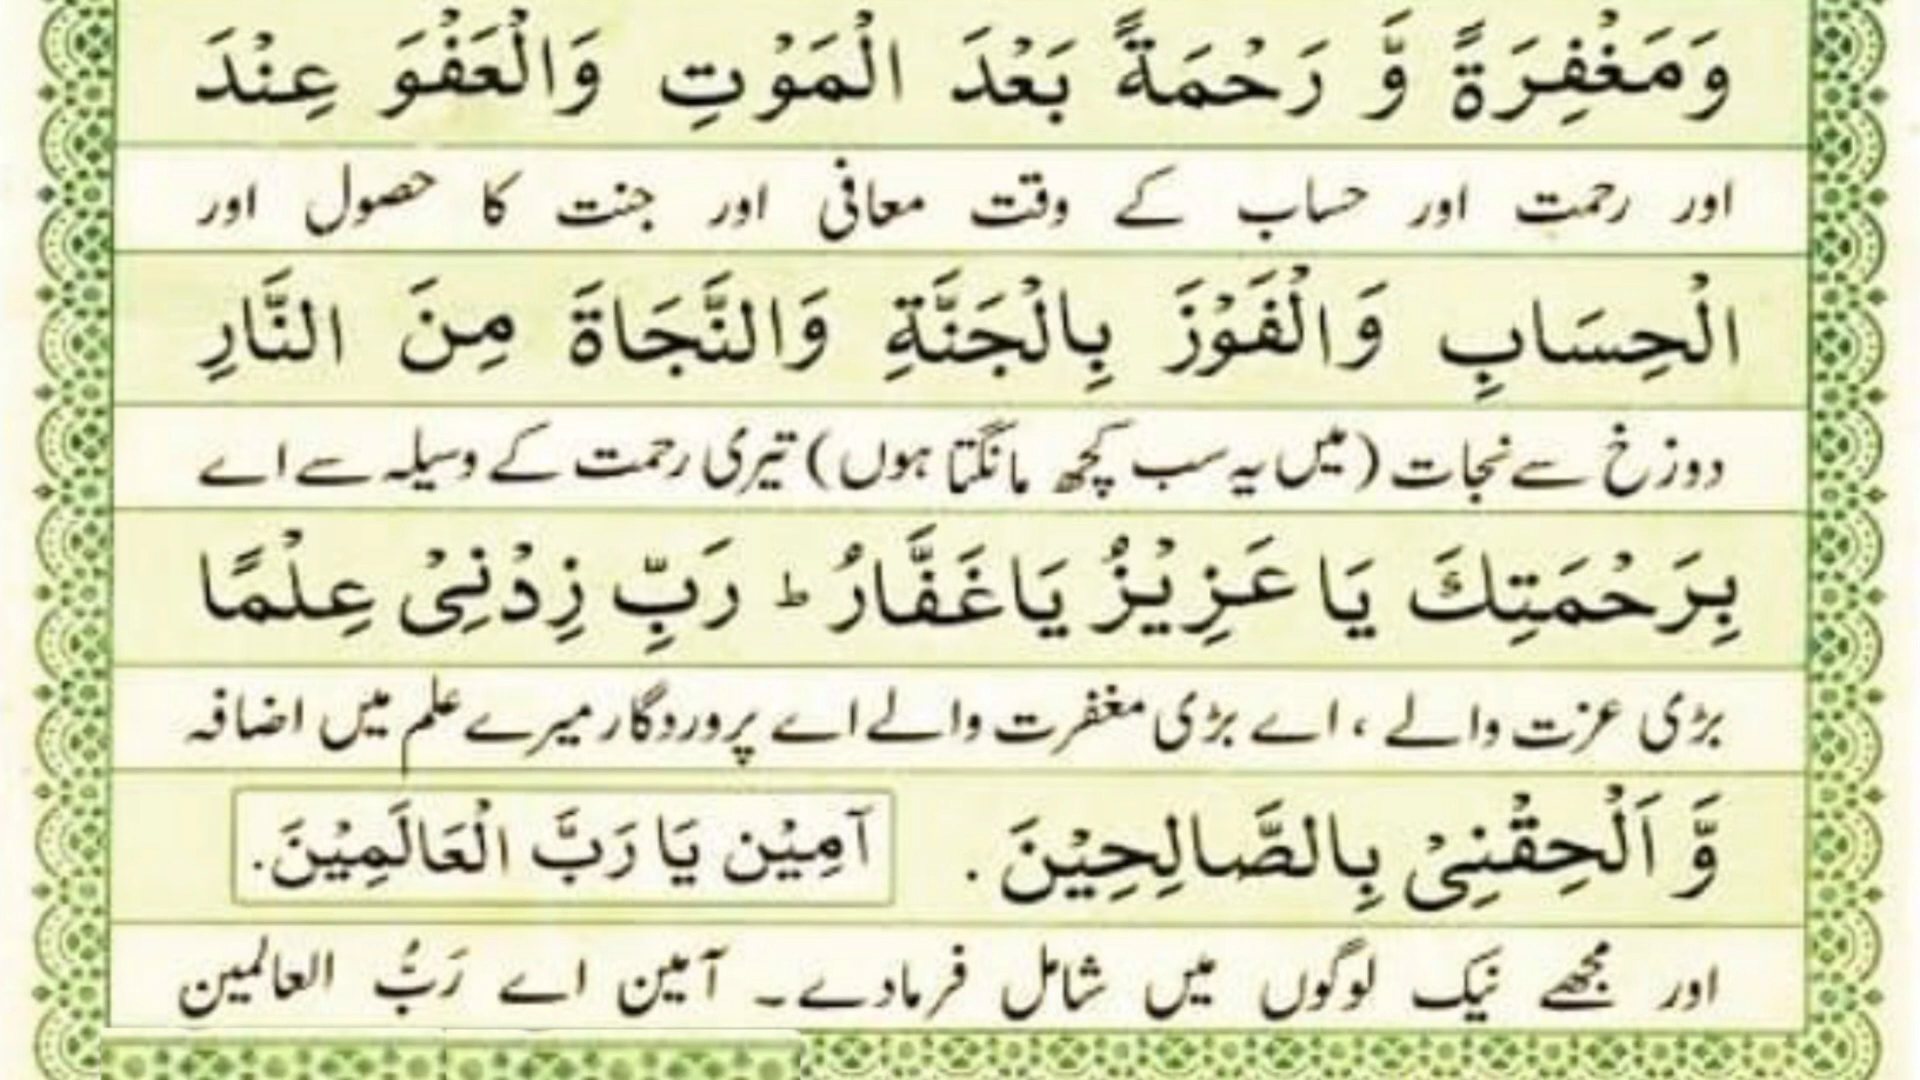 وَمَغْفِرَةً وَّ رَحْمَةً بَعْدَ الْمَوْتِ وَالْعَفْوَ عِنْدَ
اور رحمت اور حساب کے وقت معافی اور جنت کا حصول اور
الْحِسَابِ وَالْفَوْزَ بِالْجَنَّةِ وَالنَّجَاةَ مِنَ النَّارِ
دوزخ سے نجات (میں یہ سب کچھ مانگتا ہوں) تیری رحمت کے وسیلہ سے اے
بِرَحْمَتِكَ يَا عَزِيْزُ يَاغَفَّارُ ط رَبِّ زِدْنِىْ عِلْمًا
بڑی عزت والے ، اے بڑی مغفرت والے اے پروردگار میرے علم میں اضافہ
وَّ اَلْحِقْنِىْ بِالصَّالِحِيْنَ . آمِيْن يَا رَبَّ الْعَالَمِيْنَ.
اور مجھے نیک لوگوں میں شامل فرمادے۔ آمین اے رَبُّ العالمین